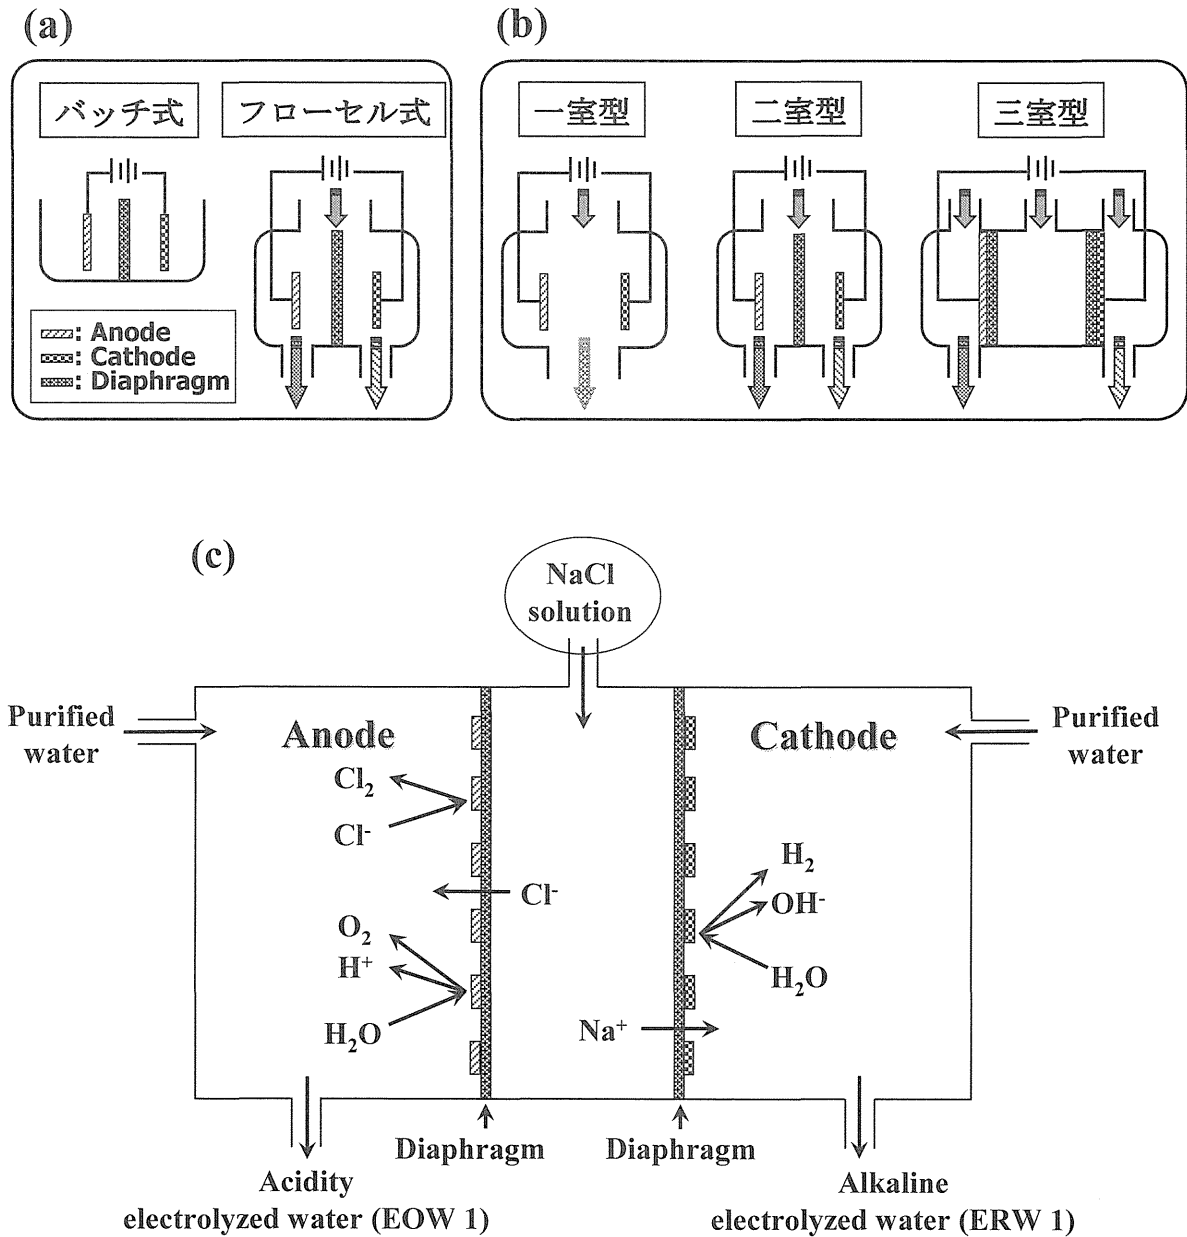 (a)
バッチ式
フローセル式
: Anode
: Cathode
: Diaphragm
(b)
一室型
二室型
三室型
(c)
NaCl
solution
Purified
water
Anode
Cathode
Purified
water
Cl₂
Cl⁻
Cl⁻
O₂
H⁺
H₂O
H₂
OH⁻
H₂O
Na⁺
Diaphragm
Diaphragm
Acidity
electrolyzed water (EOW 1)
Alkaline
electrolyzed water (ERW 1)